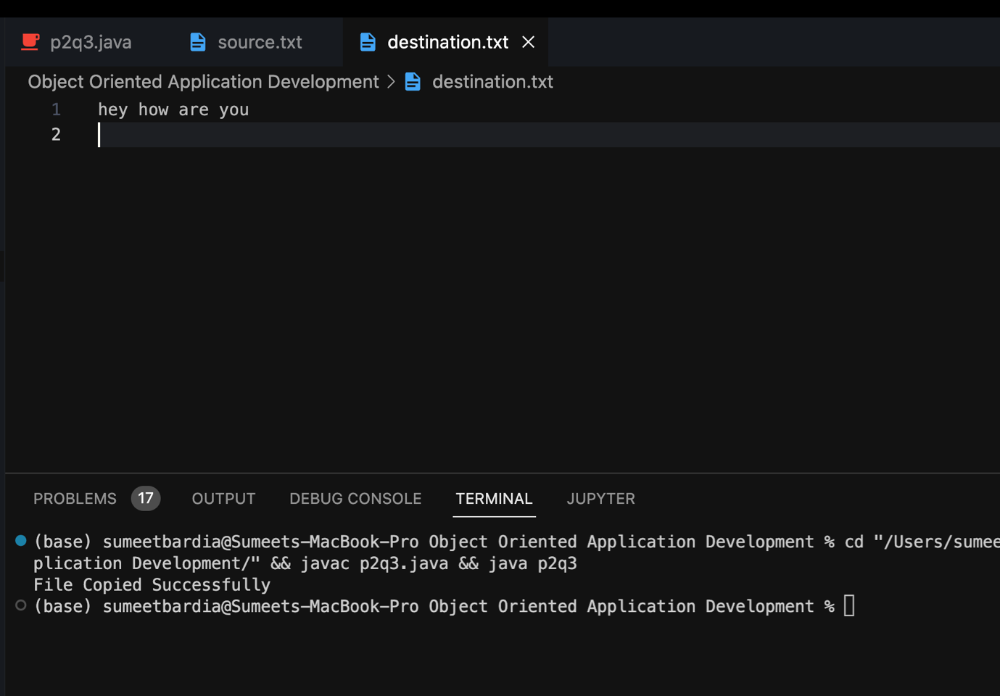 p2q3.java source.txt destination.txt
Object Oriented Application Development > destination.txt
1 hey how are you
2
PROBLEMS 17 OUTPUT DEBUG CONSOLE TERMINAL JUPYTER
(base) sumeetbardia@Sumeets-MacBook-Pro Object Oriented Application Development % cd "/Users/sumee
plication Development/" && javac p2q3.java && java p2q3
File Copied Successfully
(base) sumeetbardia@Sumeets-MacBook-Pro Object Oriented Application Development %